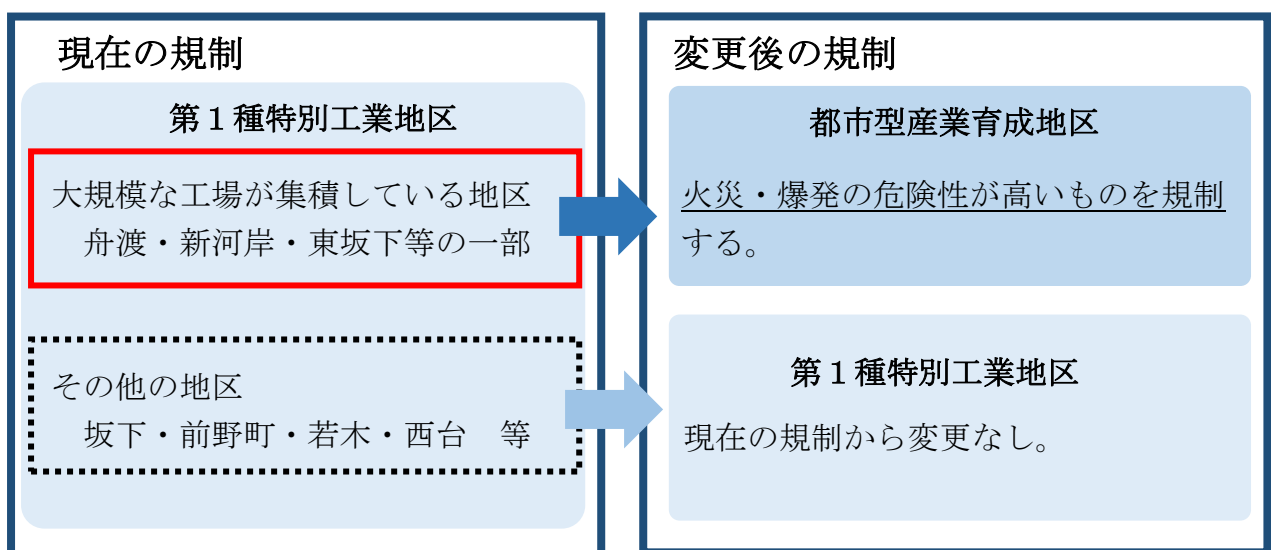 現在の規制
第１種特別工業地区
大規模な工場が集積している地区
舟渡・新河岸・東坂下等の一部
その他の地区
坂下・前野町・若木・西台　等
変更後の規制
都市型産業育成地区
火災・爆発の危険性が高いものを規制
する。
第１種特別工業地区
現在の規制から変更なし。